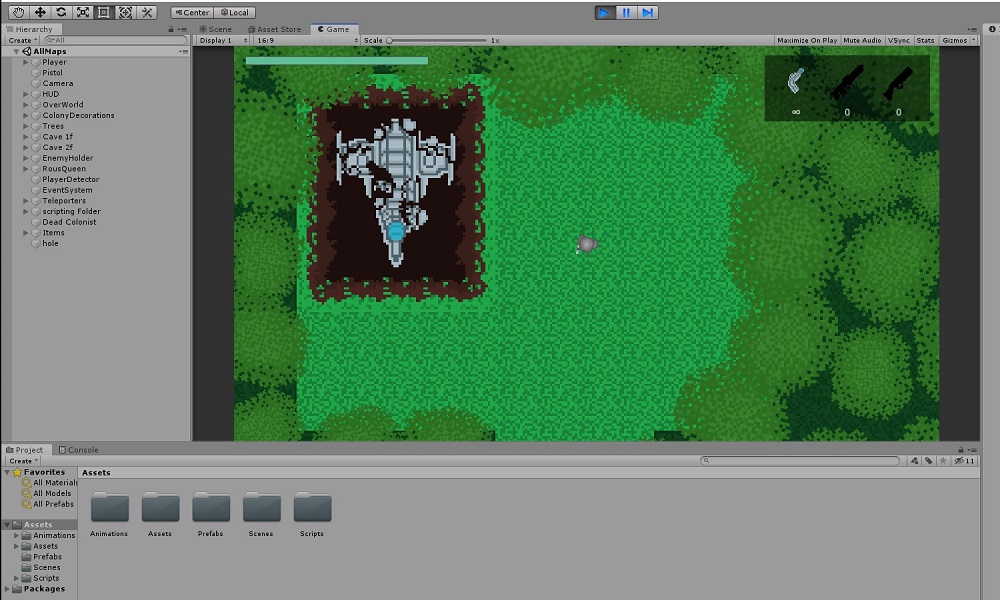 Center Local
Hierarchy
Create All
AllMaps
Player
Pistol
Camera
HUD
OverWorld
ColonyDecorations
Trees
Cave 1f
Cave 2f
EnemyHolder
RousQueen
PlayerDetector
EventSystem
Teleporters
scripting Folder
Dead Colonist
Items
hole
Scene Asset Store Game
Display 1 16:9 Scale 1x Maximize On Play Mute Audio VSync Stats Gizmos
∞ 0 0
Project Console
Create 11
Favorites
All Materials
All Models
All Prefabs
Assets
Animations
Assets
Prefabs
Scenes
Scripts
Packages
Assets
Animations Assets Prefabs Scenes Scripts